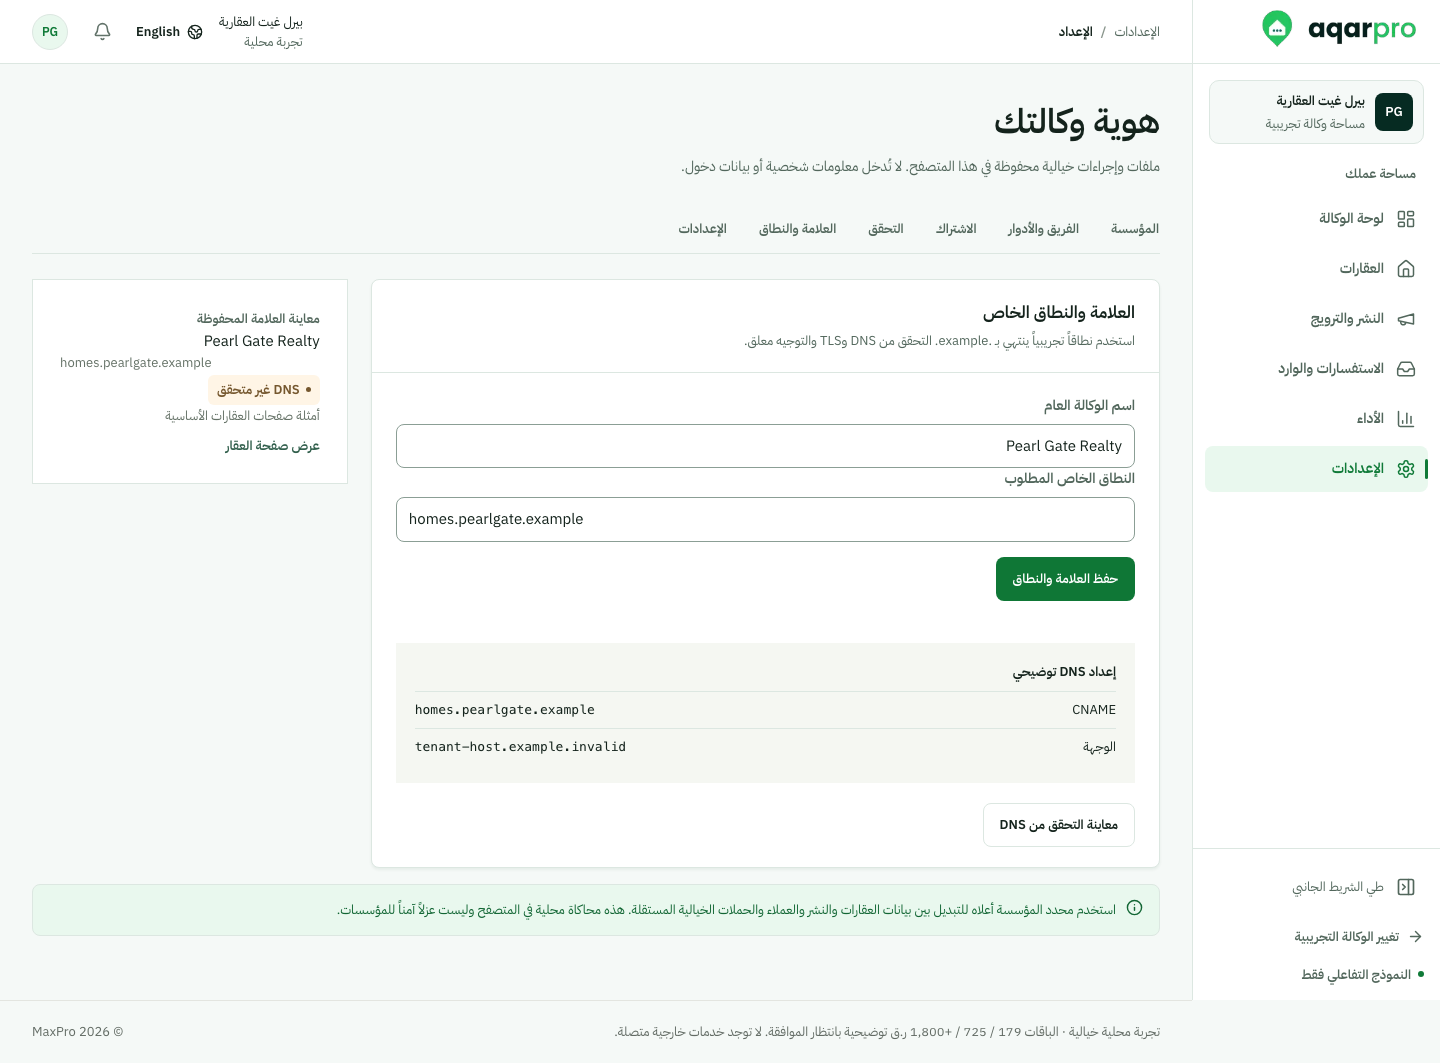 aqarpro
PG
بيرل غيت العقارية
مساحة وكالة تجريبية
مساحة عملك
لوحة الوكالة
العقارات
النشر والترويج
الاستفسارات والوارد
الأداء
الإعدادات
طي الشريط الجانبي
تغيير الوكالة التجريبية
النموذج التفاعلي فقط
الإعدادات / الإعداد
بيرل غيت العقارية
تجربة محلية
English
PG
هوية وكالتك
ملفات وإجراءات خيالية محفوظة في هذا المتصفح. لا تُدخل معلومات شخصية أو بيانات دخول.
المؤسسة
الفريق والأدوار
الاشتراك
التحقق
العلامة والنطاق
الإعدادات
العلامة والنطاق الخاص
استخدم نطاقاً تجريبياً ينتهي بـ .example. التحقق من DNS وTLS والتوجيه معلق.
اسم الوكالة العام
Pearl Gate Realty
النطاق الخاص المطلوب
homes.pearlgate.example
حفظ العلامة والنطاق
إعداد DNS توضيحي
CNAME homes.pearlgate.example
الوجهة tenant-host.example.invalid
معاينة التحقق من DNS
معاينة العلامة المحفوظة
Pearl Gate Realty
homes.pearlgate.example
DNS غير متحقق
أمثلة صفحات العقارات الأساسية
عرض صفحة العقار
استخدم محدد المؤسسة أعلاه للتبديل بين بيانات العقارات والنشر والعملاء والحملات الخيالية المستقلة. هذه محاكاة محلية في المتصفح وليست عزلاً آمناً للمؤسسات.
تجربة محلية خيالية · الباقات 179 / 725 / 1,800+ ر.ق توضيحية بانتظار الموافقة. لا توجد خدمات خارجية متصلة.
© 2026 MaxPro